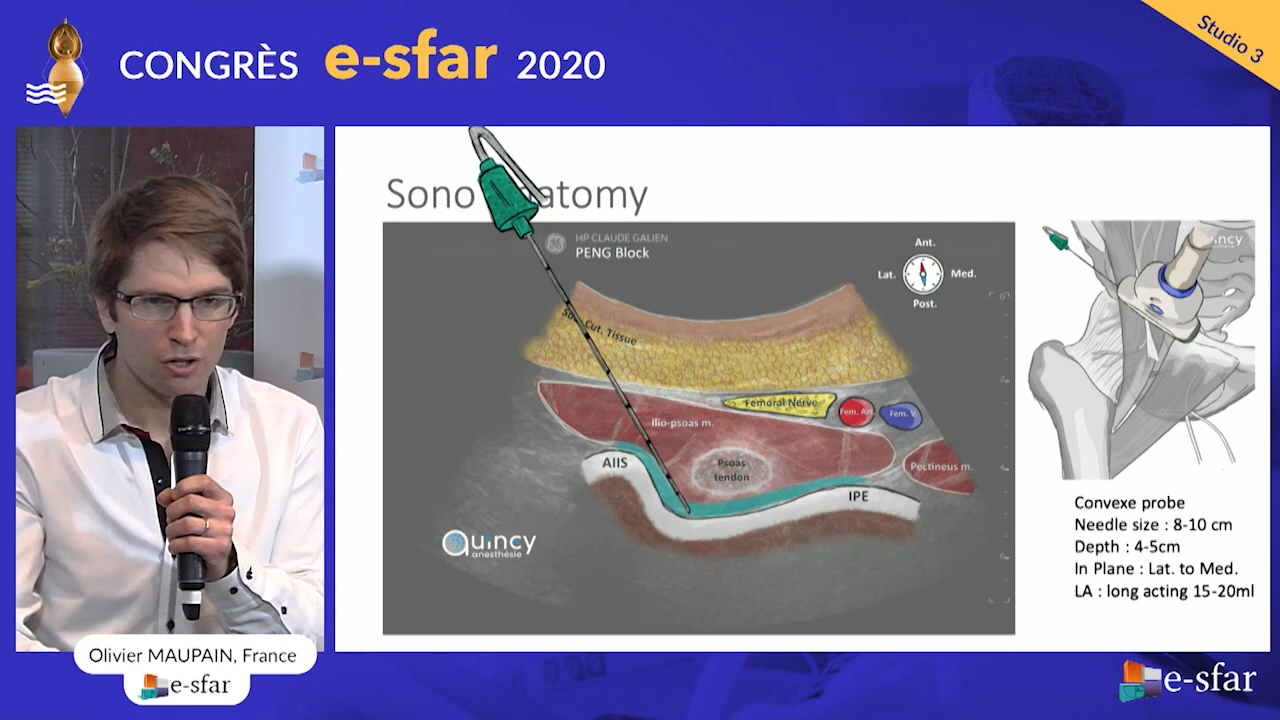 CONGRÈS e-sfar 2020
Studio 3
Sono
atomy
HP CLAUDE GALIEN
PENG Block
Ant.
Lat.
Med.
Post.
Cut. Tissue
Femoral Nerve
Fem. Art.
Fem. V
Ilio-psoas m.
AIIS
Psoas
tendon
Pectineus m.
IPE
Quincy
anesthésie
Convexe probe
Needle size : 8-10 cm
Depth : 4-5cm
In Plane : Lat. to Med.
LA : long acting 15-20ml
Olivier MAUPAIN, France
e-sfar
e-sfar